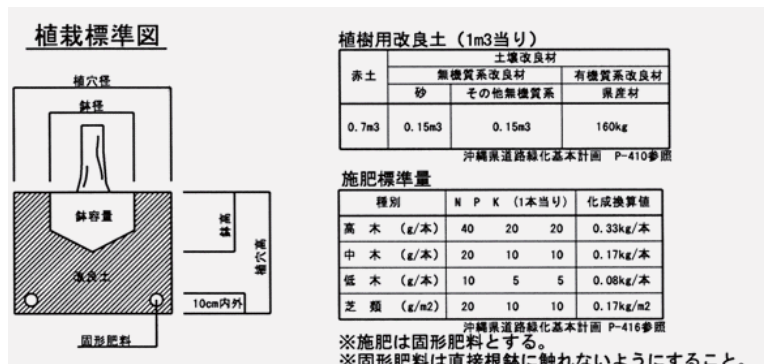 植栽標準図
植穴径
鉢径
鉢容量
改良土
鉢高
植穴高
10cm内外
固形肥料
植樹用改良土 (1m3当り)
赤土 土壌改良材
無機質系改良材 有機質系改良材
砂 その他無機質系 県産材
0.7m3 0.15m3 0.15m3 160kg
沖縄県道路緑化基本計画 P-410参照
施肥標準量
種別 N P K (1本当り) 化成換算値
高 木 (g/本) 40 20 20 0.33kg/本
中 木 (g/本) 20 10 10 0.17kg/本
低 木 (g/本) 10 5 5 0.08kg/本
芝 類 (g/m2) 20 10 10 0.17kg/m2
沖縄県道路緑化基本計画 P-416参照
※施肥は固形肥料とする。
※固形肥料は直接根鉢に触れないようにすること。